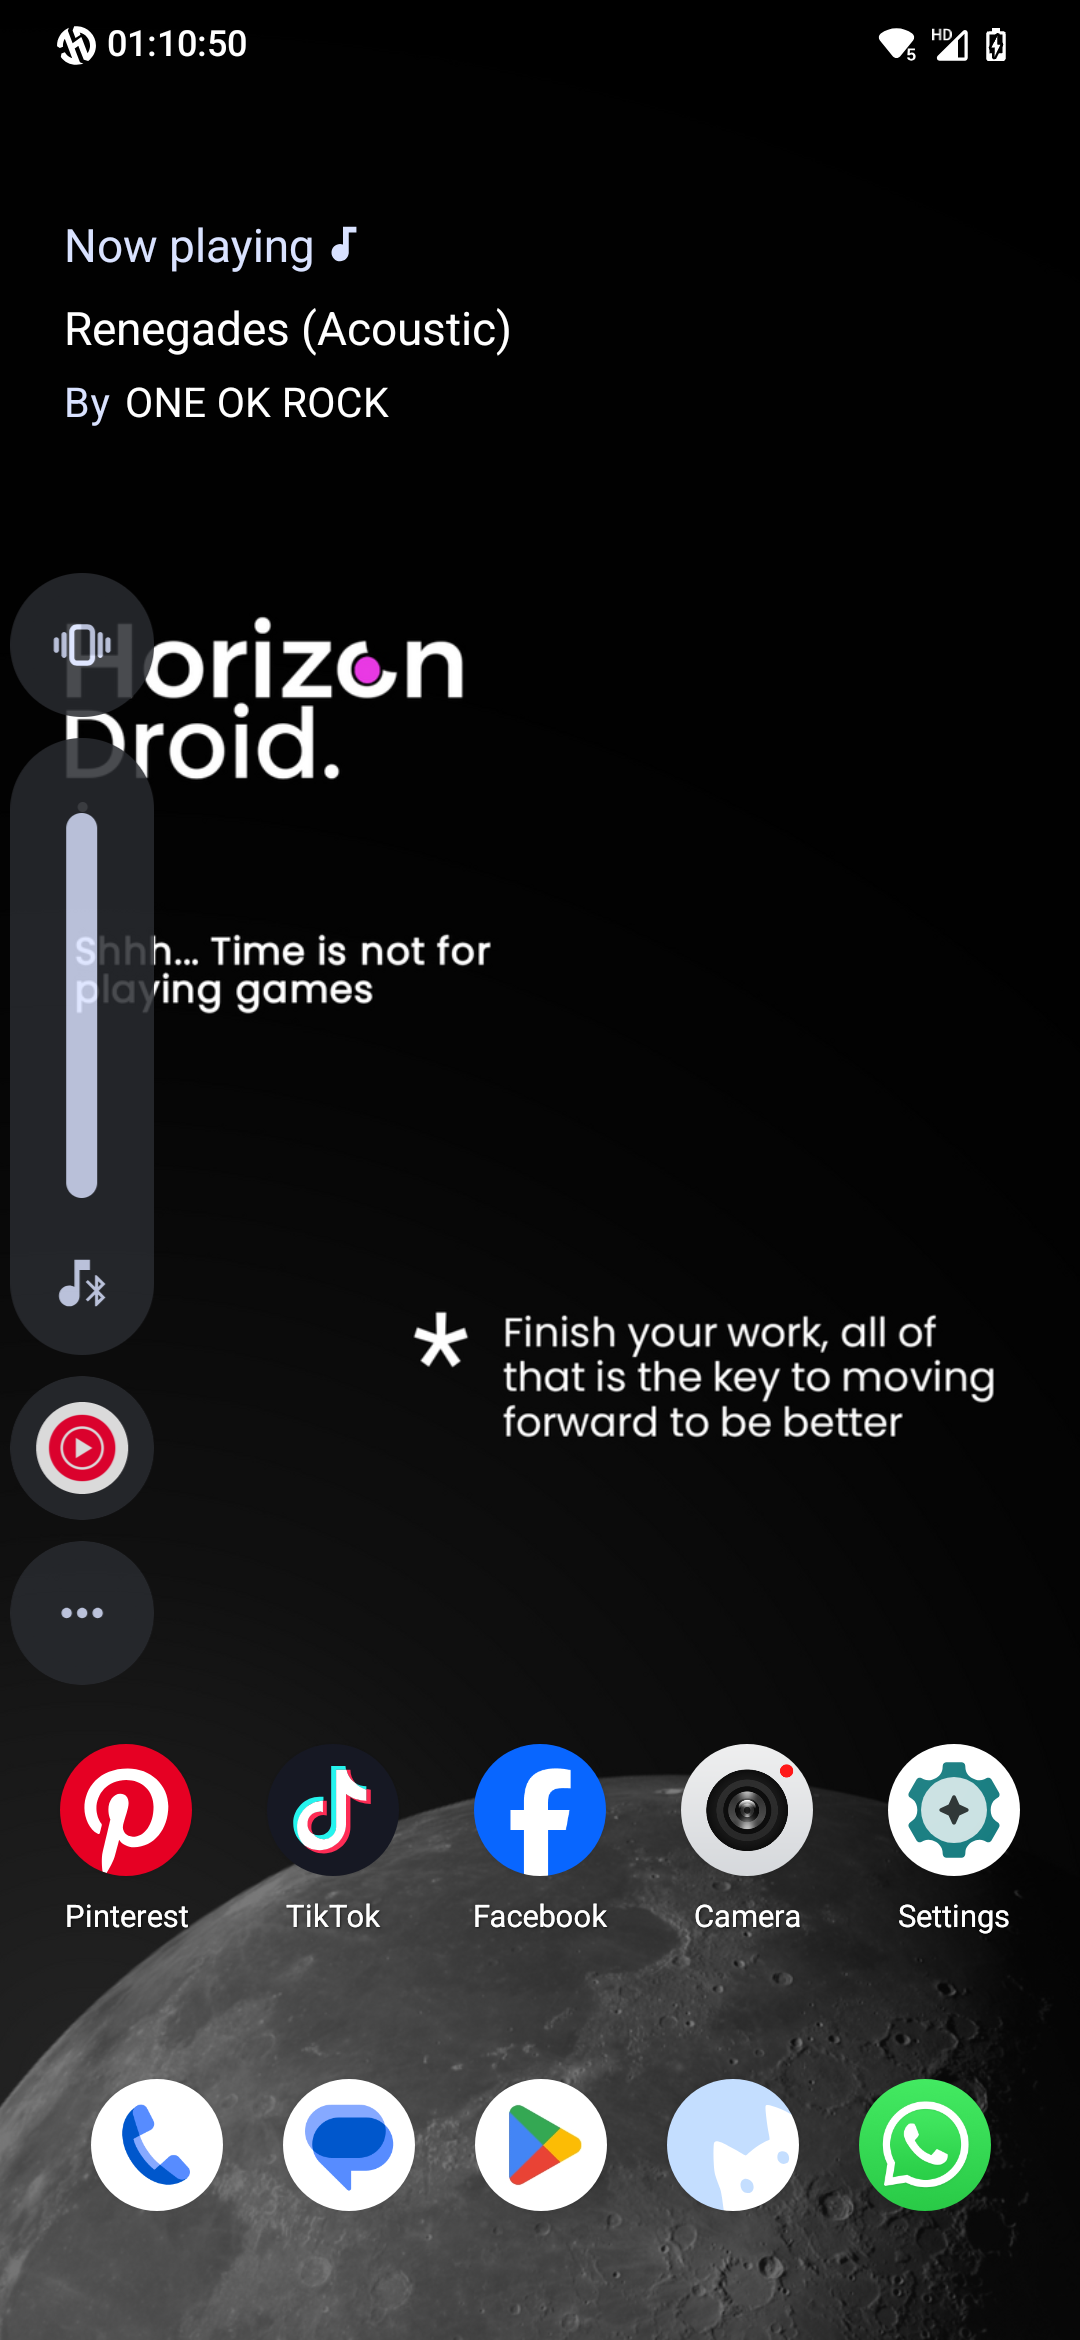 01:10:50
5
HD
Now playing
Renegades (Acoustic)
By ONE OK ROCK
Horizon
Droid.
Shhh... Time is not for
playing games
Finish your work, all of
that is the key to moving
forward to be better
Pinterest
TikTok
Facebook
Camera
Settings